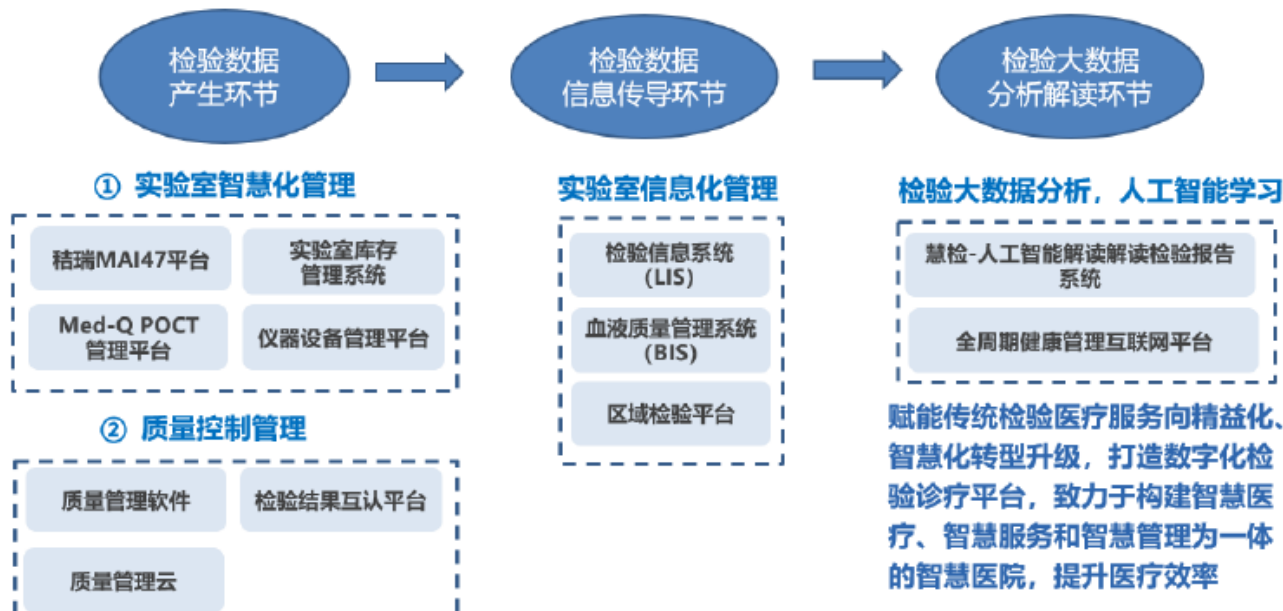 检验数据
产生环节
检验数据
信息传导环节
检验大数据
分析解读环节
① 实验室智慧化管理
秸瑞MAI47平台
实验室库存
管理系统
Med-Q POCT
管理平台
仪器设备管理平台
② 质量控制管理
质量管理软件
检验结果互认平台
质量管理云
实验室信息化管理
检验信息系统
(LIS)
血液质量管理系统
(BIS)
区域检验平台
检验大数据分析，人工智能学习
慧检-人工智能解读解读检验报告
系统
全周期健康管理互联网平台
赋能传统检验医疗服务向精益化、
智慧化转型升级，打造数字化检
验诊疗平台，致力于构建智慧医
疗、智慧服务和智慧管理为一体
的智慧医院，提升医疗效率